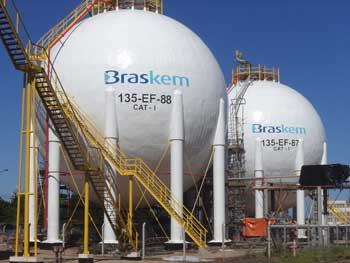 Braskem
135-EF-88
CAT - I
Braskem
135-EF-87
CAT - I